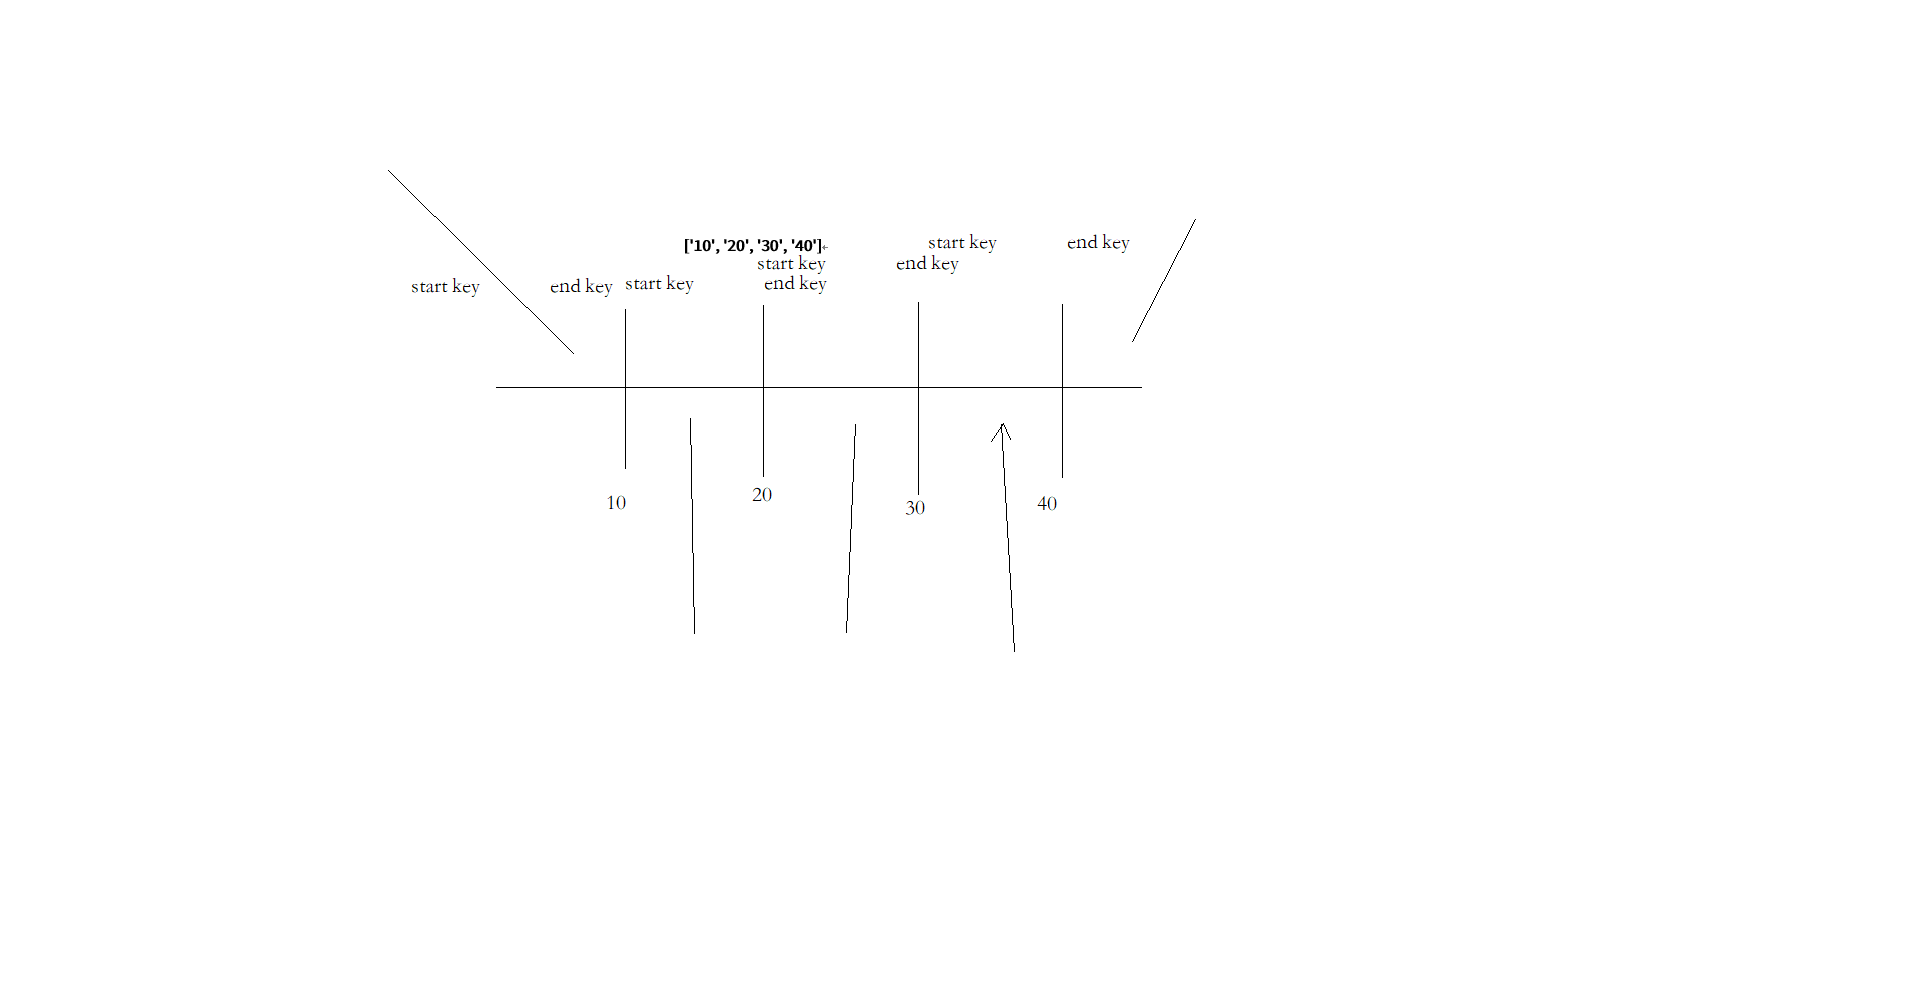 start key end key
['10', '20', '30', '40']
start key end key
start key end key start key end key
10 20 30 40